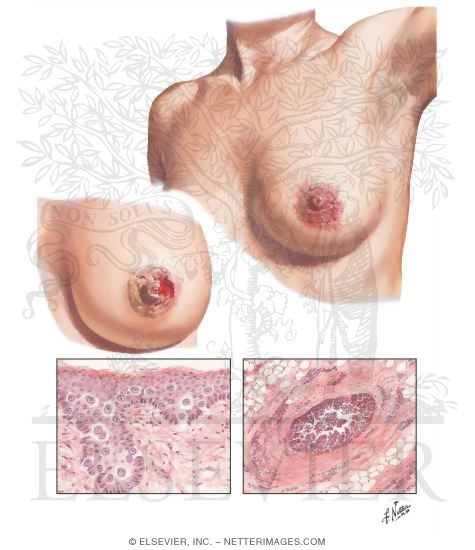 NON SOLUS
ELSEVIER
F. Netter
© ELSEVIER, INC. – NETTERIMAGES.COM